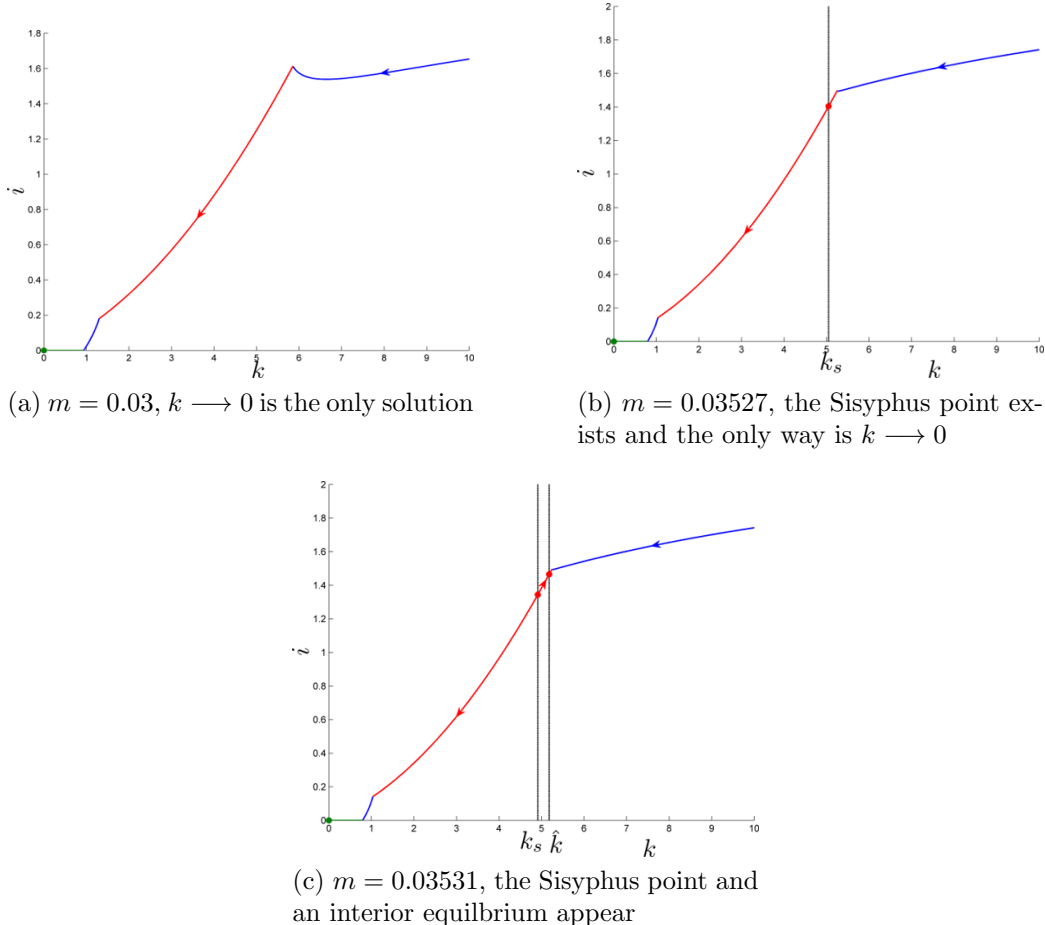 1.8
1.6
1.4
1.2
1
0.8
0.6
0.4
0.2
0
i
0 1 2 3 4 5 6 7 8 9 10
k
(a) m = 0.03, k ⟶ 0 is the only solution
2
1.8
1.6
1.4
1.2
1
0.8
0.6
0.4
0.2
0
i
0 1 2 3 4 5 6 7 8 9 10
k_s k
(b) m = 0.03527, the Sisyphus point ex-
ists and the only way is k ⟶ 0
2
1.8
1.6
1.4
1.2
1
0.8
0.6
0.4
0.2
0
i
0 1 2 3 4 5 6 7 8 9 10
k_s k̂ k
(c) m = 0.03531, the Sisyphus point and
an interior equilbrium appear